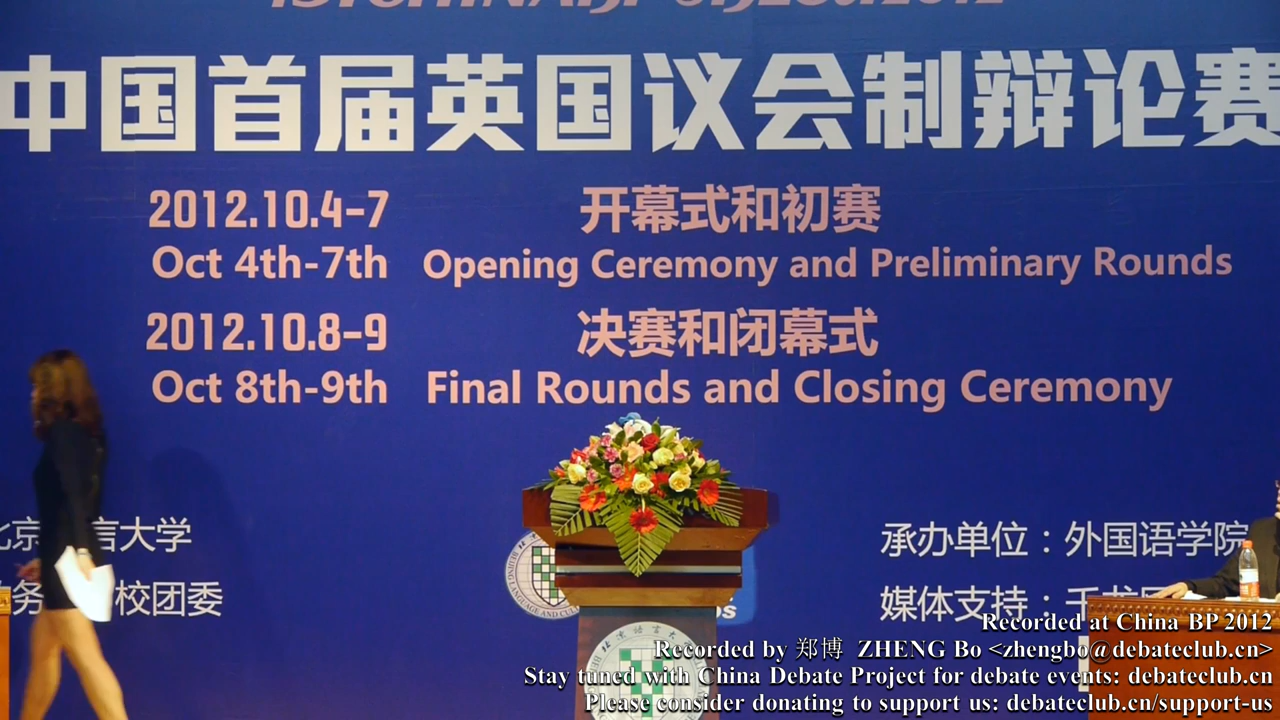 中国首届英国议会制辩论赛
2012.10.4-7 开幕式和初赛
Oct 4th-7th Opening Ceremony and Preliminary Rounds
2012.10.8-9 决赛和闭幕式
Oct 8th-9th Final Rounds and Closing Ceremony
言大学
校团委
承办单位：外国语学院
媒体支持：千龙
Recorded at China BP 2012
Recorded by 郑博 ZHENG Bo <zhengbo@debateclub.cn>
Stay tuned with China Debate Project for debate events: debateclub.cn
Please consider donating to support us: debateclub.cn/support-us